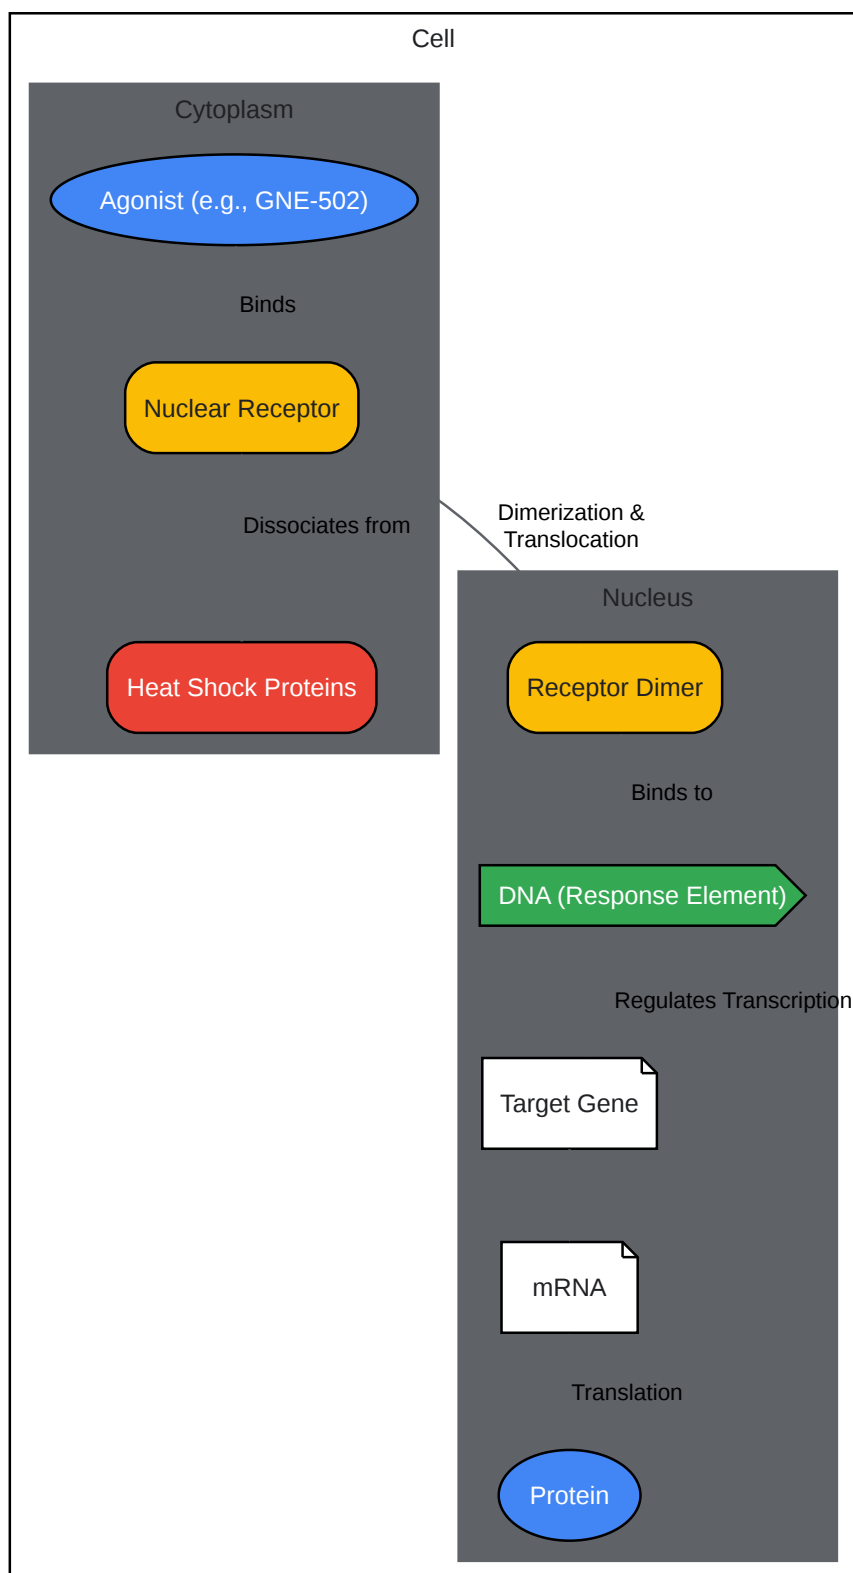 Cell
Cytoplasm
Agonist (e.g., GNE-502)
Binds
Nuclear Receptor
Dissociates from
Heat Shock Proteins
Dimerization &
Translocation
Nucleus
Receptor Dimer
Binds to
DNA (Response Element)
Regulates Transcription
Target Gene
mRNA
Translation
Protein